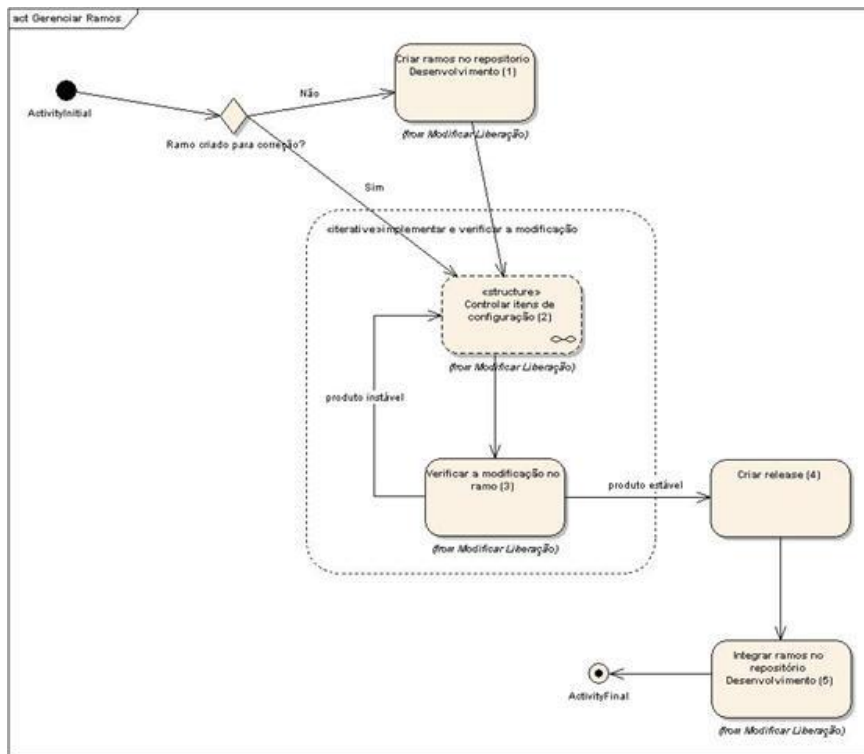 act Gerenciar Ramos
Criar ramos no repositorio
Desenvolvimento (1)
Não
ActivityInitial
(from Modificar Liberação)
Ramo criado para correção?
Sim
«iterative»implementar e verificar a modificação
«structure»
Controlar itens de
configuração (2)
(from Modificar Liberação)
produto instável
Verificar a modificação no
ramo (3)
produto estável
Criar release (4)
(from Modificar Liberação)
Integrar ramos no
repositório
Desenvolvimento (5)
ActivityFinal
(from Modificar Liberação)